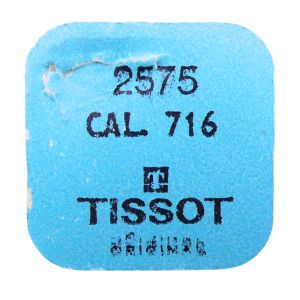 2575
CAL. 716
T
TISSOT
ORIGINAL